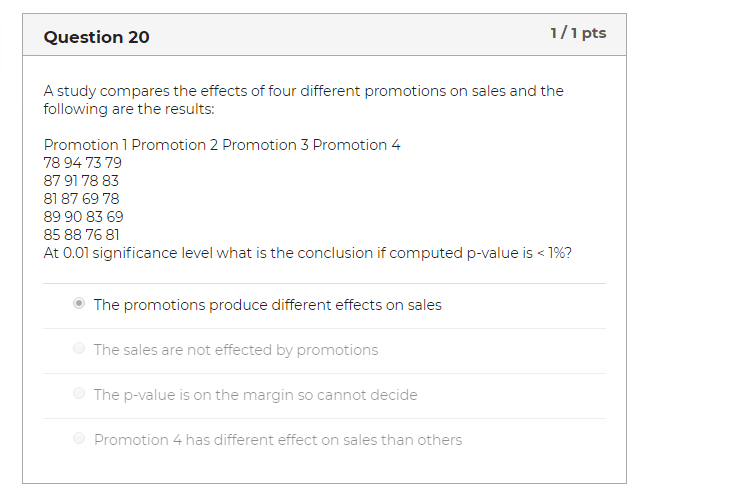 Question 20
1 / 1 pts
A study compares the effects of four different promotions on sales and the
following are the results:
Promotion 1 Promotion 2 Promotion 3 Promotion 4
78 94 73 79
87 91 78 83
81 87 69 78
89 90 83 69
85 88 76 81
At 0.01 significance level what is the conclusion if computed p-value is < 1%?
The promotions produce different effects on sales
The sales are not effected by promotions
The p-value is on the margin so cannot decide
Promotion 4 has different effect on sales than others